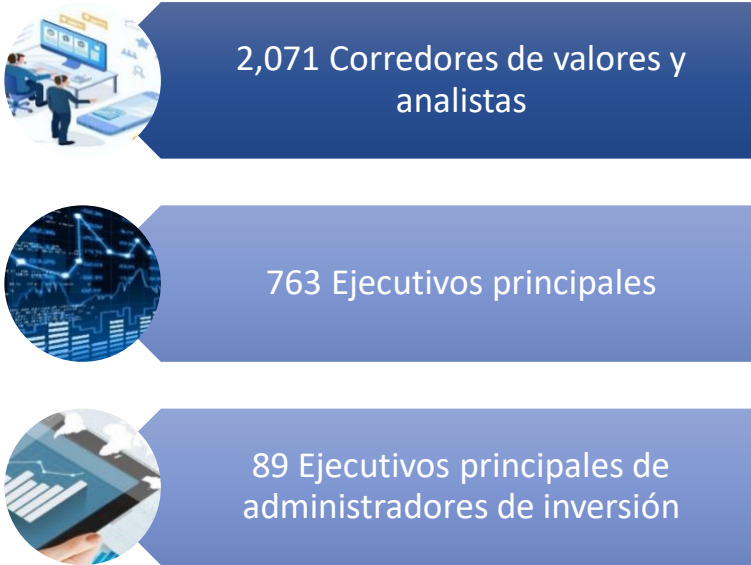 2,071 Corredores de valores y
analistas
763 Ejecutivos principales
89 Ejecutivos principales de
administradores de inversión